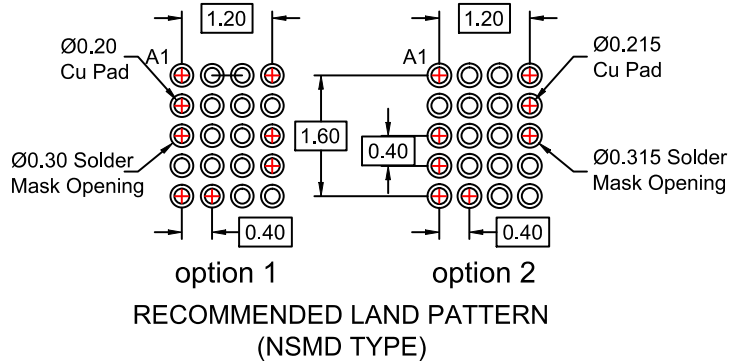 1.20
Ø0.20
Cu Pad
A1
Ø0.30 Solder
Mask Opening
0.40
option 1
1.60
1.20
A1
Ø0.215
Cu Pad
0.40
Ø0.315 Solder
Mask Opening
0.40
option 2
RECOMMENDED LAND PATTERN
(NSMD TYPE)